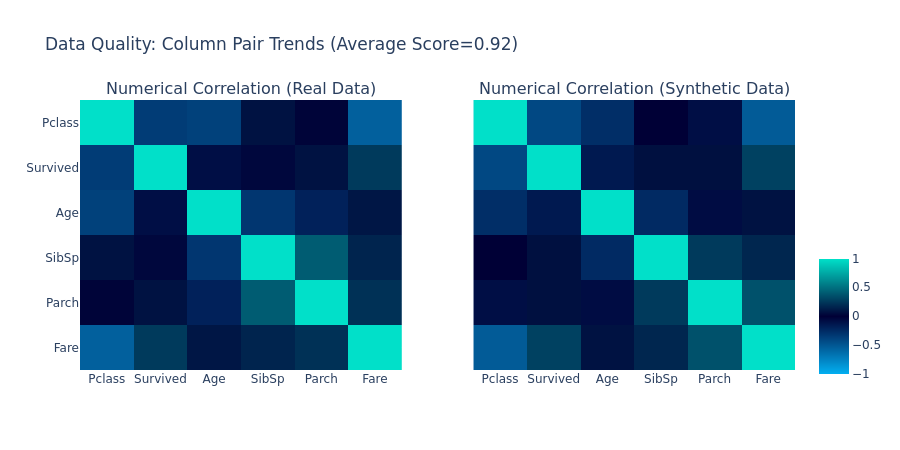 Data Quality: Column Pair Trends (Average Score=0.92)
Numerical Correlation (Real Data)
Numerical Correlation (Synthetic Data)
Pclass
Survived
Age
SibSp
Parch
Fare
Pclass Survived Age SibSp Parch Fare
Pclass Survived Age SibSp Parch Fare
1
0.5
0
−0.5
−1